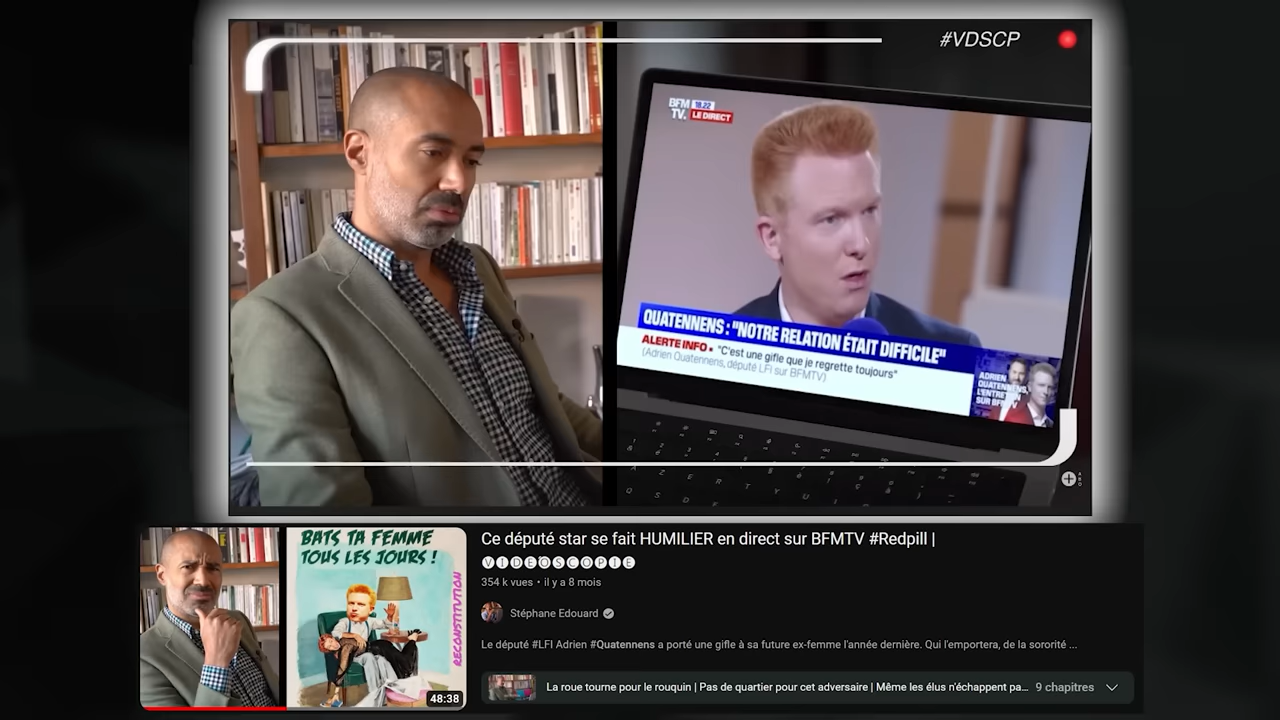 #VDSCP
BFM
TV.
18.22
LE DIRECT
QUATENNENS : "NOTRE RELATION ÉTAIT DIFFICILE"
ALERTE INFO • "C'est une gifle que je regrette toujours"
(Adrien Quatennens, député LFI sur BFMTV)
ADRIEN
QUATENNENS,
L'ENTRETIEN
SUR BFM
BATS TA FEMME
TOUS LES JOURS !
RECONSTITUTION
48:38
Ce député star se fait HUMILIER en direct sur BFMTV #Redpill |
🅥🅘🅓🅔́🅞🅢🅒🅞🅟🅘🅔
354 k vues • il y a 8 mois
Stéphane Edouard
Le député #LFI Adrien #Quatennens a porté une gifle à sa future ex-femme l'année dernière. Qui l'emportera, de la sororité ...
La roue tourne pour le rouquin | Pas de quartier pour cet adversaire | Même les élus n'échappent pa...
9 chapitres